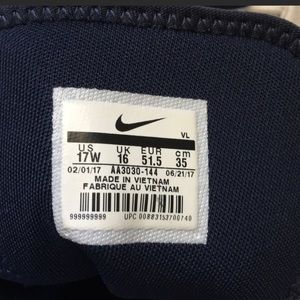 VL
US UK EUR cm
17W 16 51.5 35
02/01/17 AA3030-144 06/21/17
MADE IN VIETNAM
FABRIQUE AU VIETNAM
999999999 UPC 00883153700740